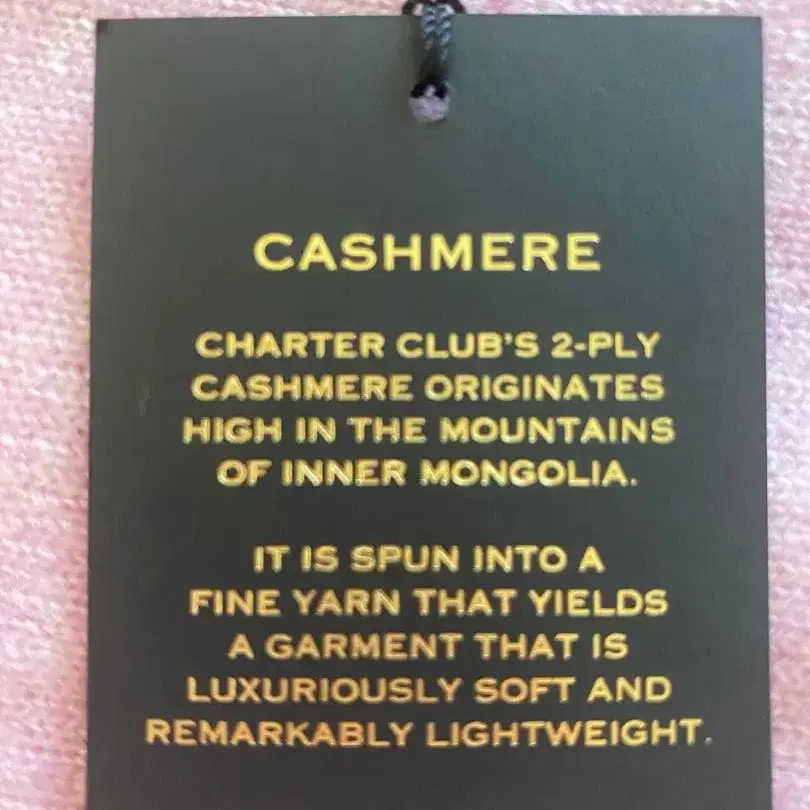 CASHMERE
CHARTER CLUB'S 2-PLY
CASHMERE ORIGINATES
HIGH IN THE MOUNTAINS
OF INNER MONGOLIA.
IT IS SPUN INTO A
FINE YARN THAT YIELDS
A GARMENT THAT IS
LUXURIOUSLY SOFT AND
REMARKABLY LIGHTWEIGHT.